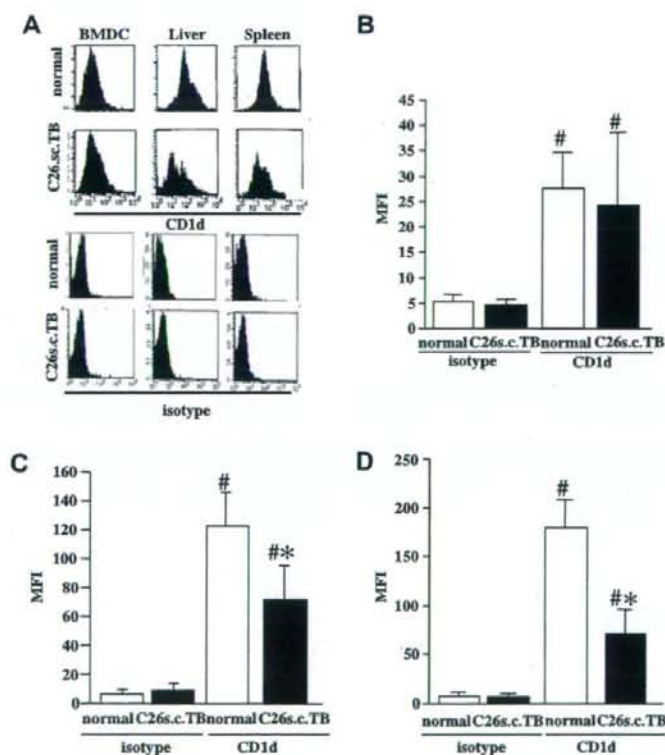 A
BMDC Liver Spleen
normal
C26.sc.TB
CD1d
normal
C26s.c.TB
isotype
B
MFI
45
40
35
30
25
20
15
10
5
0
# #
normal C26s.c.TB normal C26s.c.TB
isotype CD1d
C
MFI
160
140
120
100
80
60
40
20
0
#
#*
normal C26s.c.TB normal C26s.c.TB
isotype CD1d
D
MFI
250
200
150
100
50
0
#
#*
normal C26s.c.TB normal C26s.c.TB
isotype CD1d